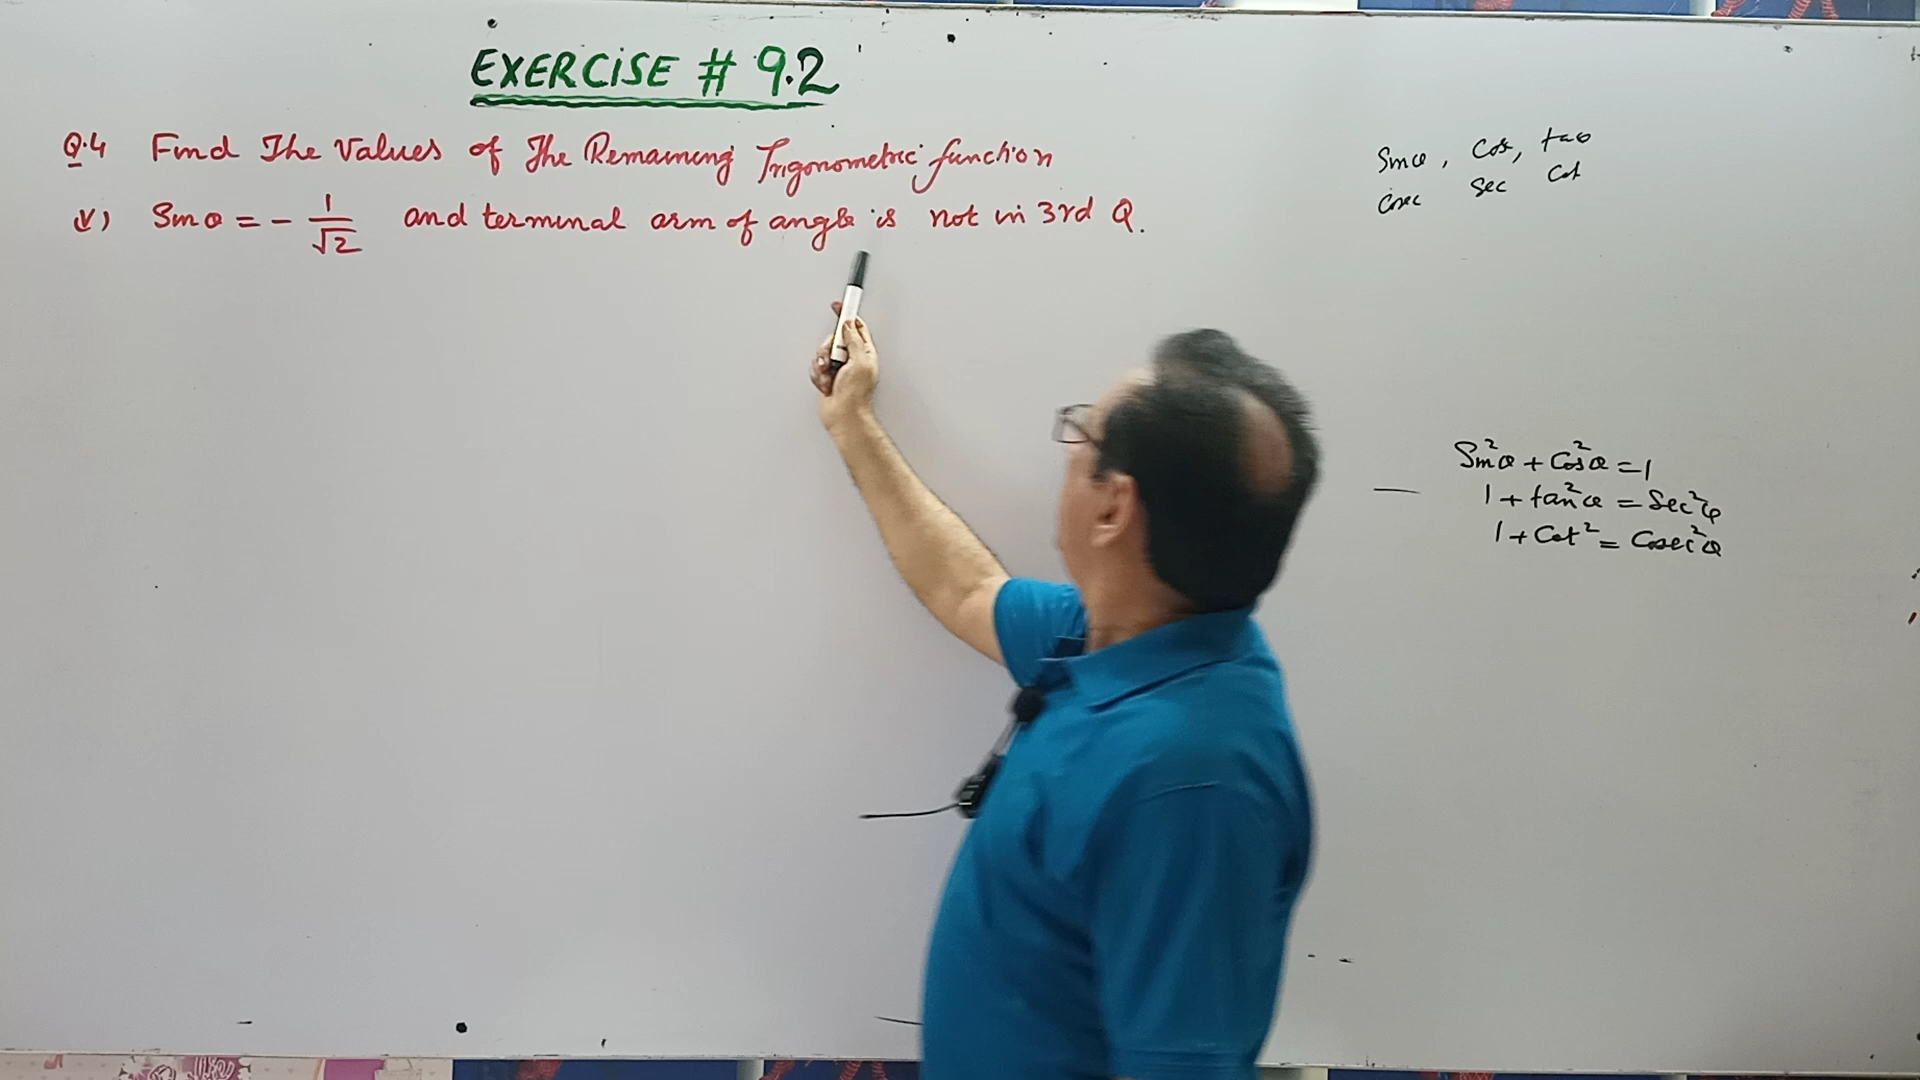 EXERCISE # 9.2
Q.4 Find The Values of The Remaining Trigonometric function
v) Sinθ = - 1/√2 and terminal arm of angle is not in 3rd Q.
Sinθ, Cos, tanθ
Cosec Sec Cot
Sin²θ + Cos²θ = 1
1 + tan²θ = Sec²θ
1 + Cot² = Cosec²θ